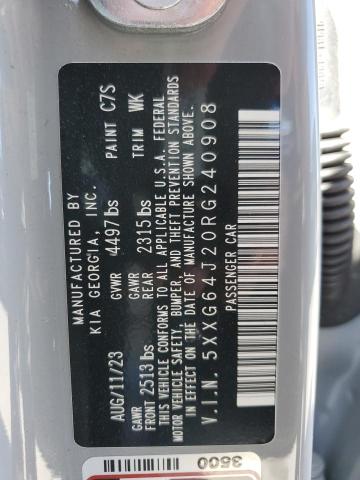 MANUFACTURED BY
KIA GEORGIA, INC.
PAINT C7S
AUG/11/23
GVWR 4497lbs
TRIM WK
GAWR
FRONT 2513lbs
GAWR
REAR 2315lbs
THIS VEHICLE CONFORMS TO ALL APPLICABLE U.S.A. FEDERAL
MOTOR VEHICLE SAFETY, BUMPER, AND THEFT PREVENTION STANDARDS
IN EFFECT ON THE DATE OF MANUFACTURE SHOWN ABOVE.
V.I.N. 5XXG64J20RG240908
PASSENGER CAR
3500